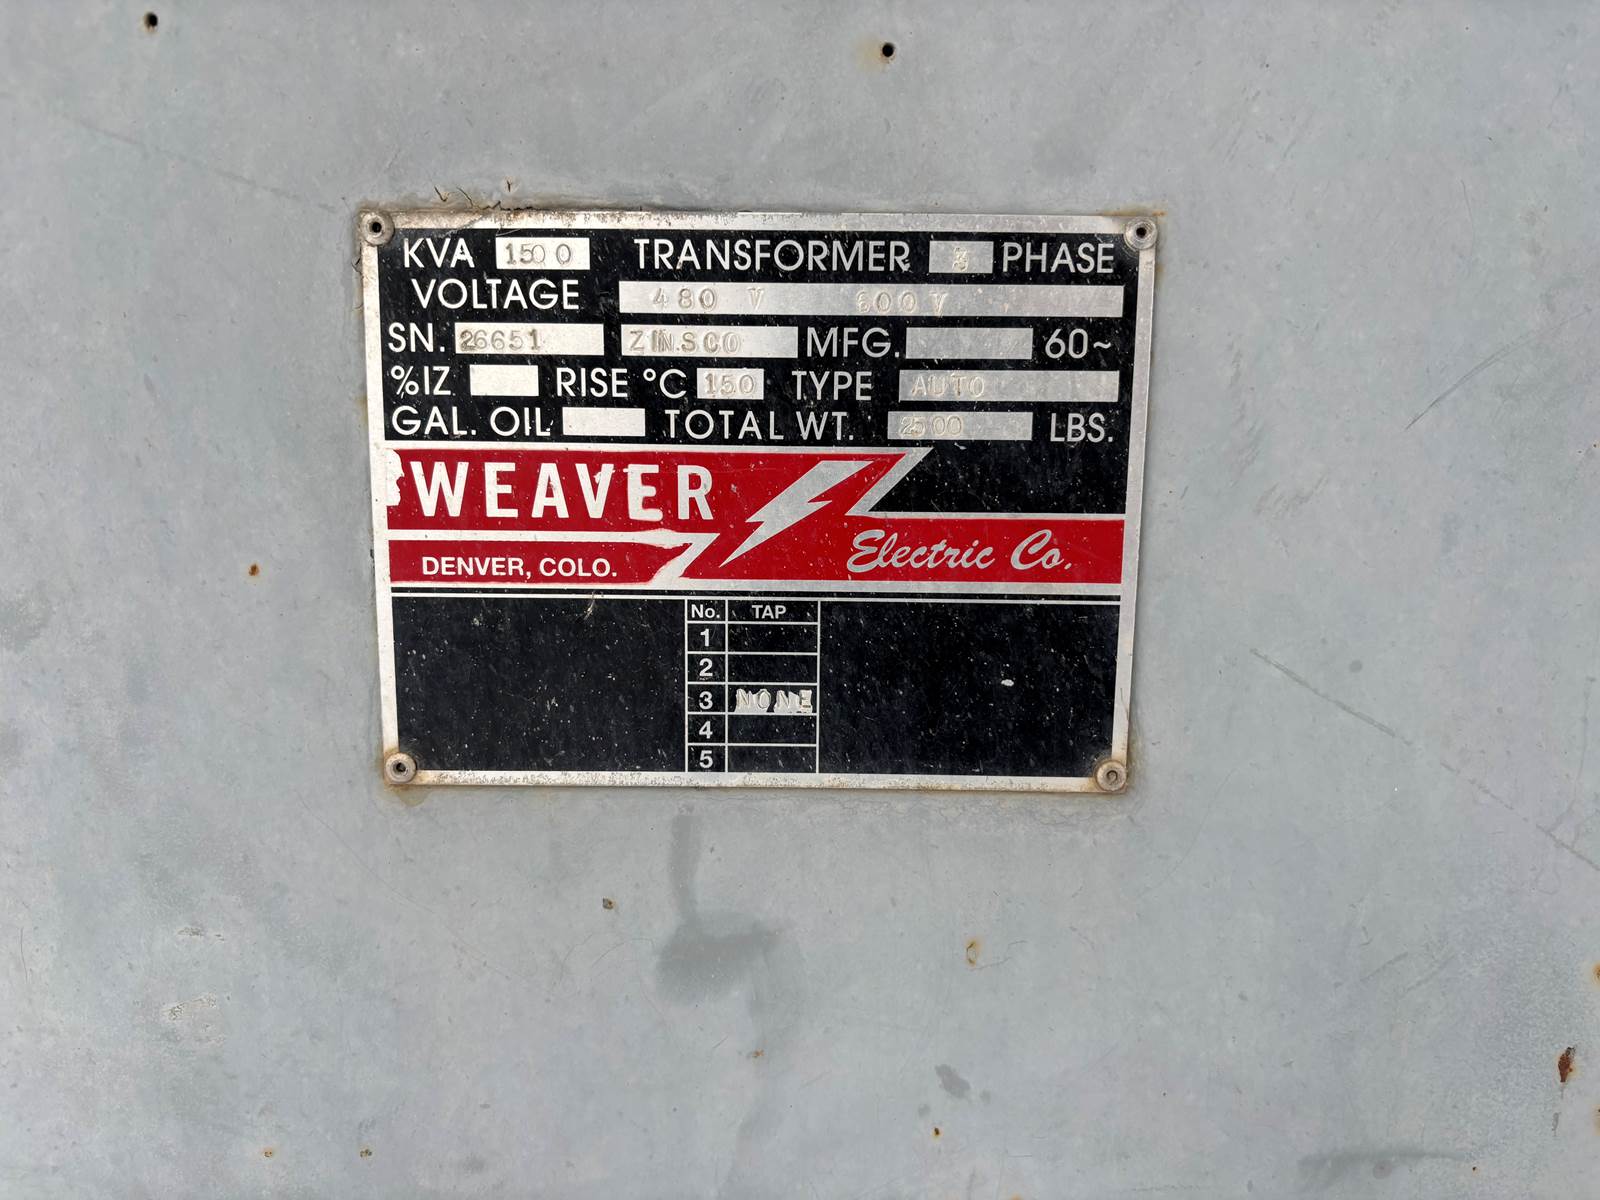 KVA 1500 TRANSFORMER 3 PHASE
VOLTAGE 480 V 600 V
SN. 26651 ZINSCO MFG. 60~
%IZ RISE °C 150 TYPE AUTO
GAL. OIL TOTAL WT. 2500 LBS.
WEAVER
Electric Co.
DENVER, COLO.
No. TAP
1
2
3 NONE
4
5